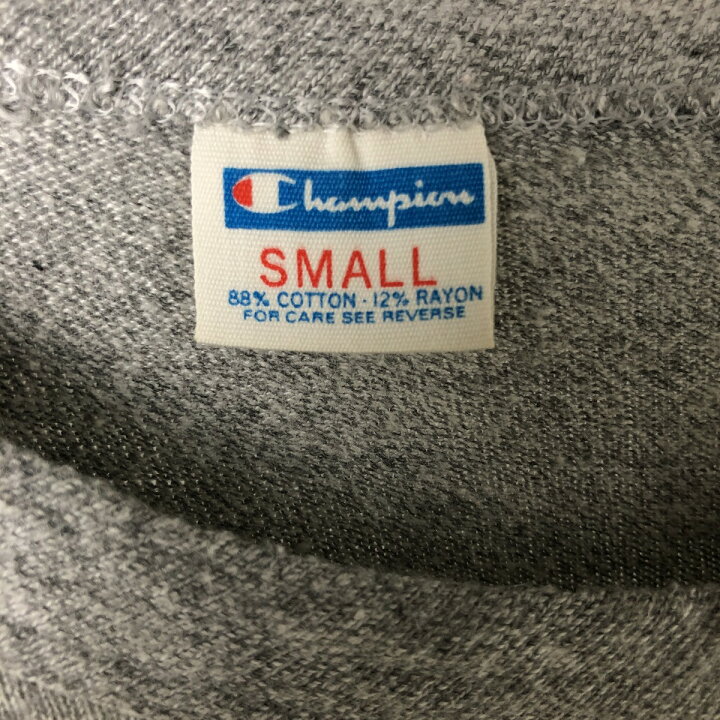 Champion
SMALL
88% COTTON · 12% RAYON
FOR CARE SEE REVERSE